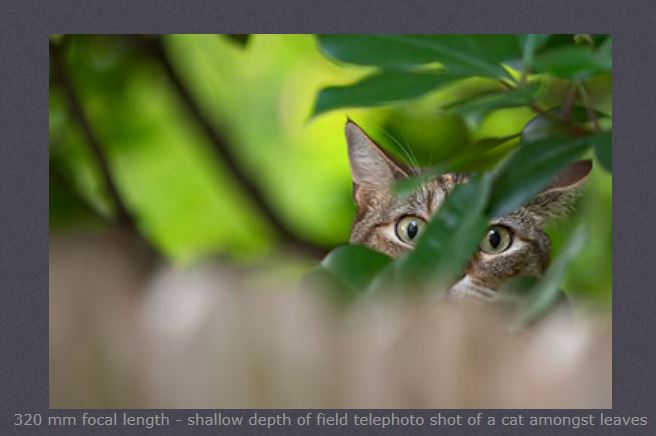 320 mm focal length - shallow depth of field telephoto shot of a cat amongst leaves